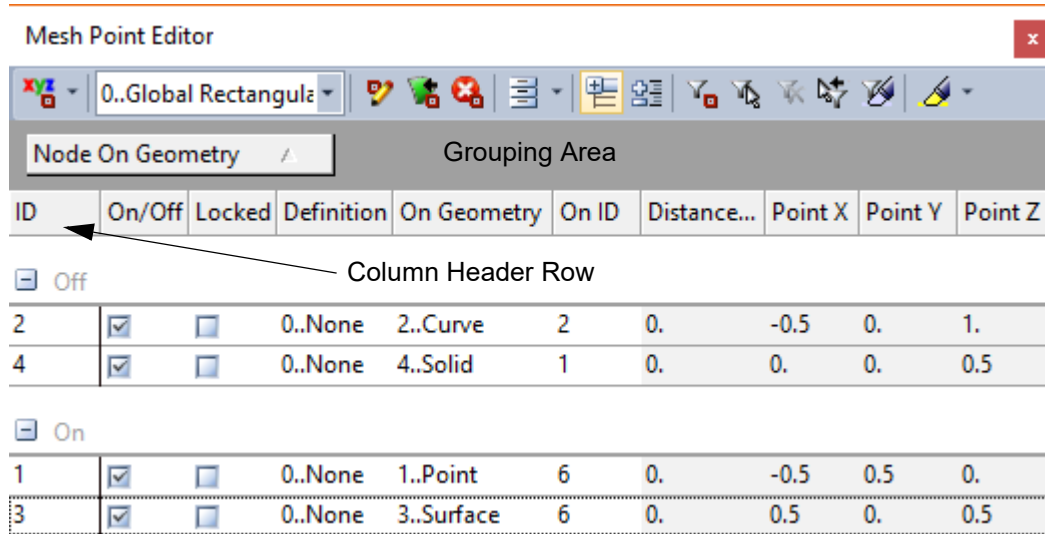 Mesh Point Editor
xyz 0..Global Rectangula
Node On Geometry Grouping Area
ID On/Off Locked Definition On Geometry On ID Distance... Point X Point Y Point Z
Column Header Row
Off
2 0..None 2..Curve 2 0. -0.5 0. 1.
4 0..None 4..Solid 1 0. 0. 0. 0.5
On
1 0..None 1..Point 6 0. -0.5 0.5 0.
3 0..None 3..Surface 6 0. 0.5 0. 0.5